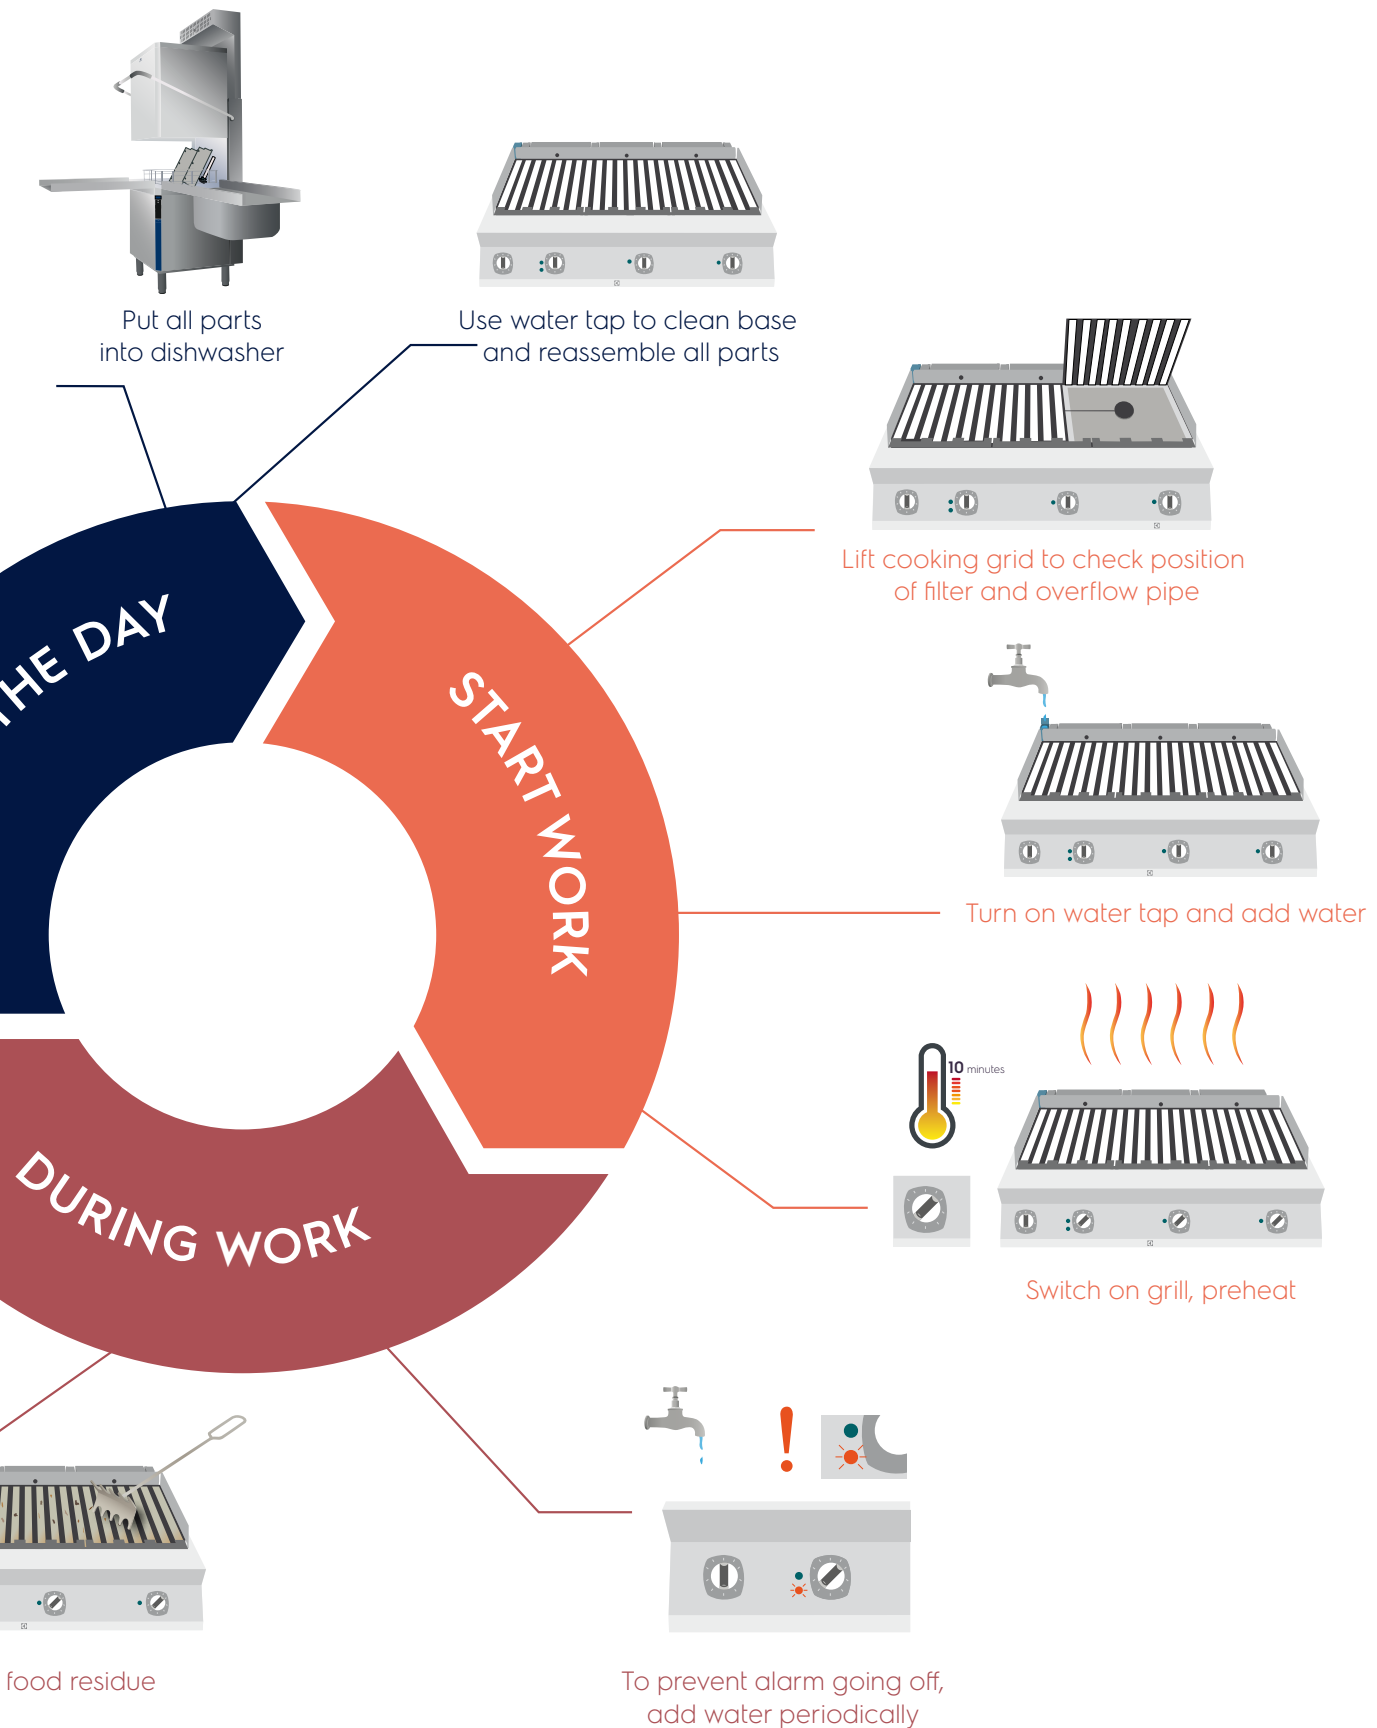 Put all parts
into dishwasher
Use water tap to clean base
and reassemble all parts
Lift cooking grid to check position
of filter and overflow pipe
THE DAY
START WORK
Turn on water tap and add water
10 minutes
Switch on grill, preheat
DURING WORK
food residue
To prevent alarm going off,
add water periodically